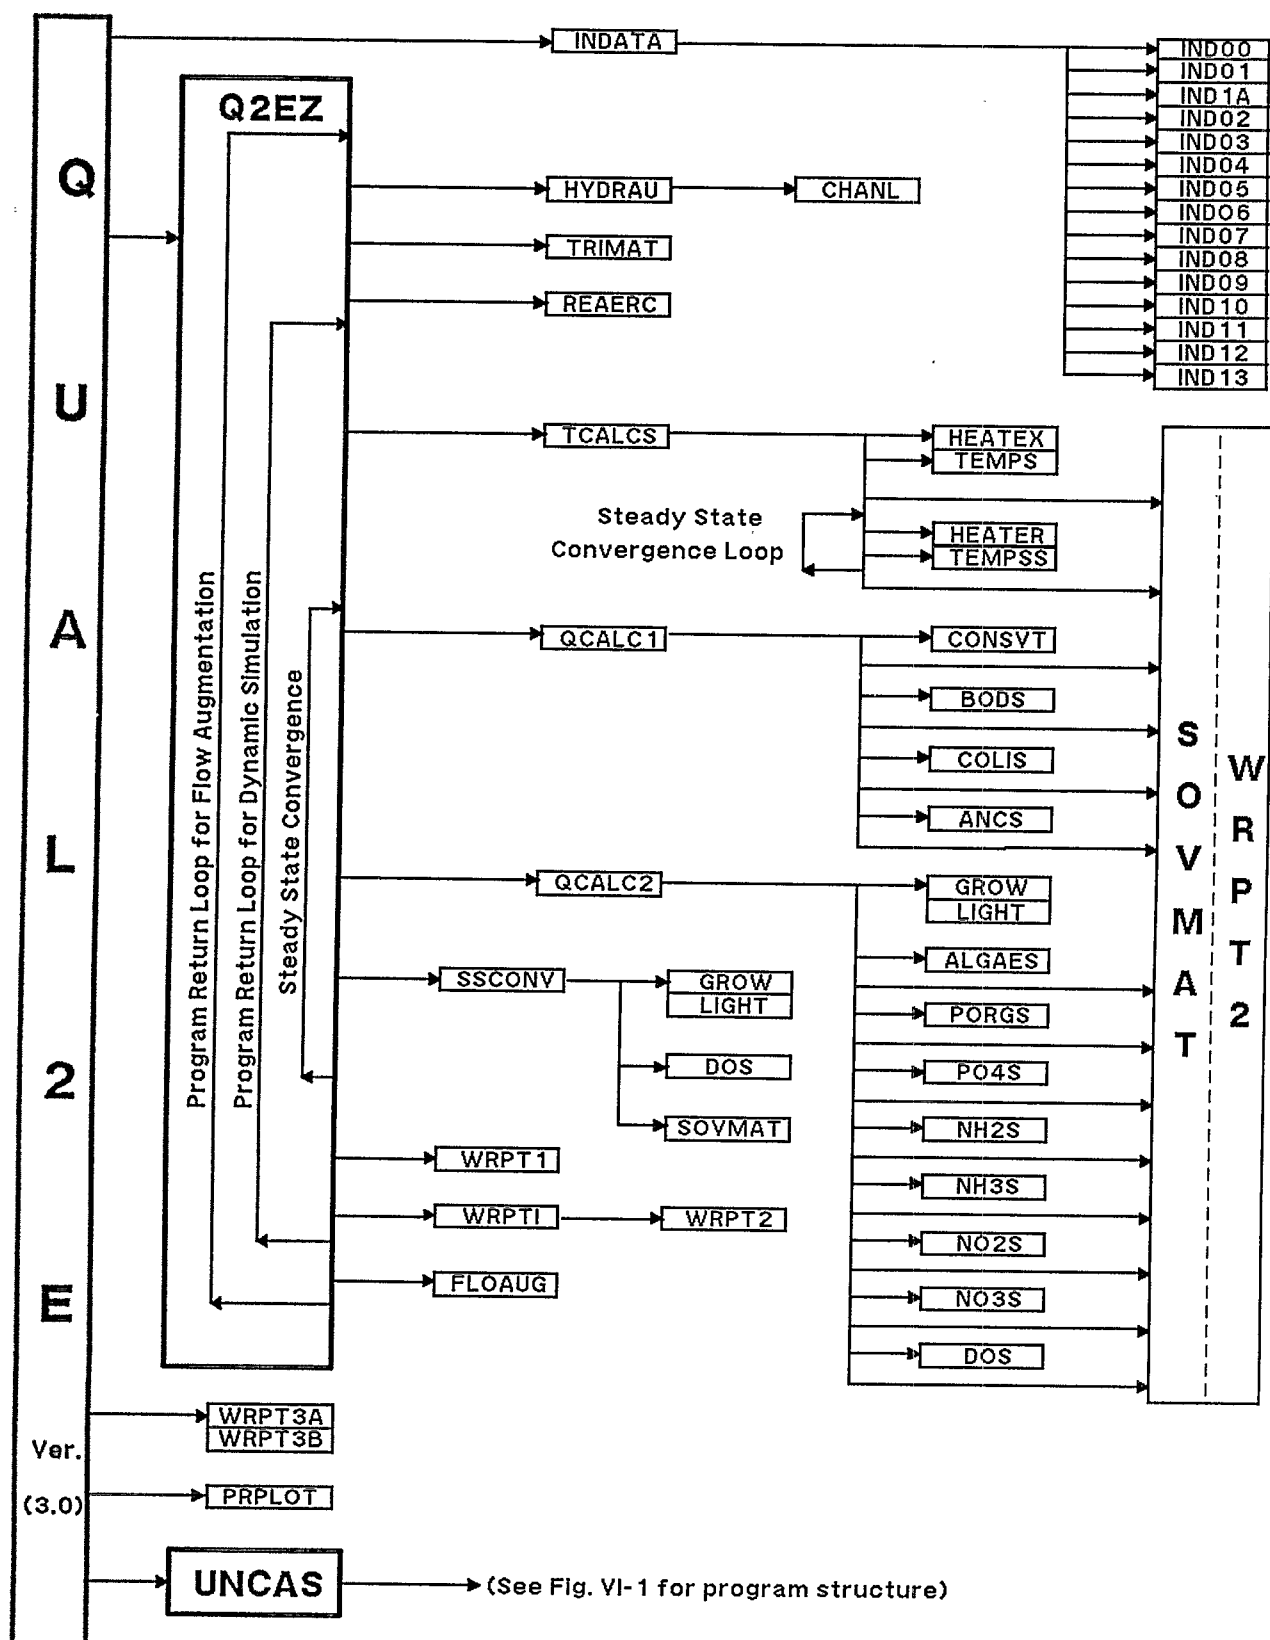 QUAL2E
Ver.
(3.0)
INDATA
IND00
IND01
IND1A
IND02
IND03
IND04
IND05
IND06
IND07
IND08
IND09
IND10
IND11
IND12
IND13
Q2EZ
Program Return Loop for Flow Augmentation
Program Return Loop for Dynamic Simulation
Steady State Convergence
HYDRAU
CHANL
TRIMAT
REAERC
TCALCS
HEATEX
TEMPS
Steady State
Convergence Loop
HEATER
TEMPSS
QCALC1
CONSVT
BODS
COLIS
ANCS
QCALC2
GROW
LIGHT
ALGAES
PORGS
PO4S
NH2S
NH3S
NO2S
NO3S
DOS
SOVMAT
WRPT2
SSCONV
GROW
LIGHT
DOS
SOVMAT
WRPT1
WRPTI
WRPT2
FLOAUG
WRPT3A
WRPT3B
PRPLOT
UNCAS
(See Fig. VI-1 for program structure)